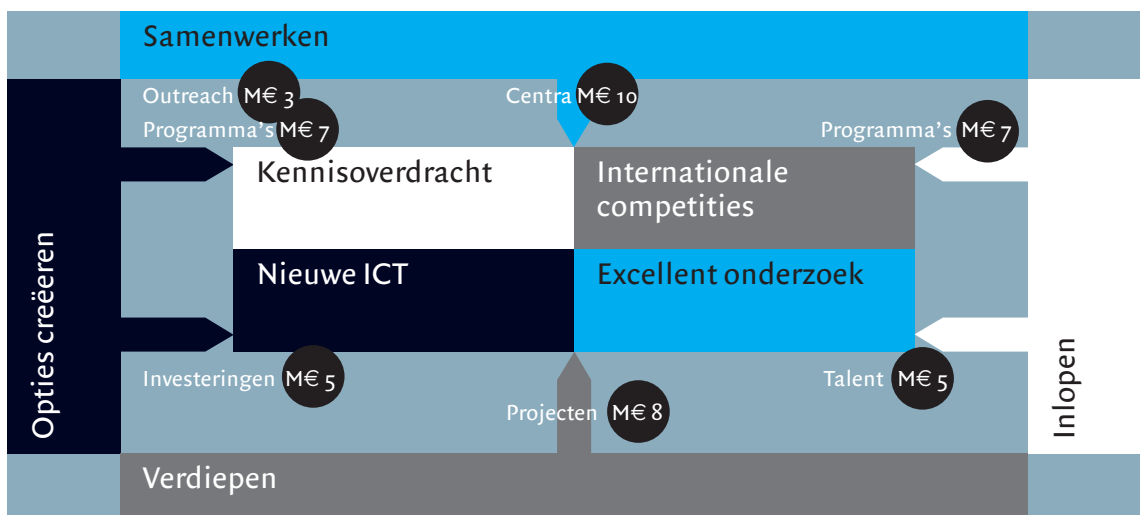 Samenwerken
Outreach M€ 3
Centra M€ 10
Programma's M€ 7
Programma's M€ 7
Kennisoverdracht
Internationale
competities
Opties creëeren
Nieuwe ICT
Excellent onderzoek
Inlopen
Investeringen M€ 5
Talent M€ 5
Projecten M€ 8
Verdiepen